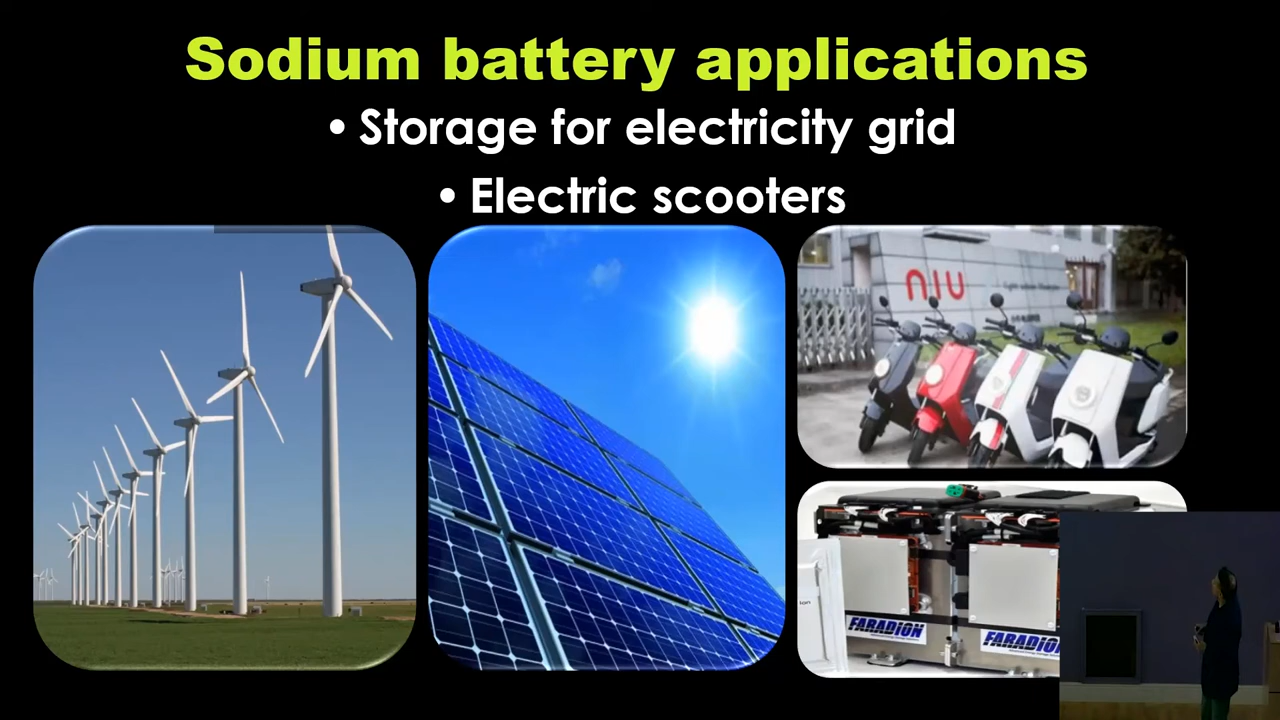 Sodium battery applications
• Storage for electricity grid
• Electric scooters
NIU
FARADION
FARADION